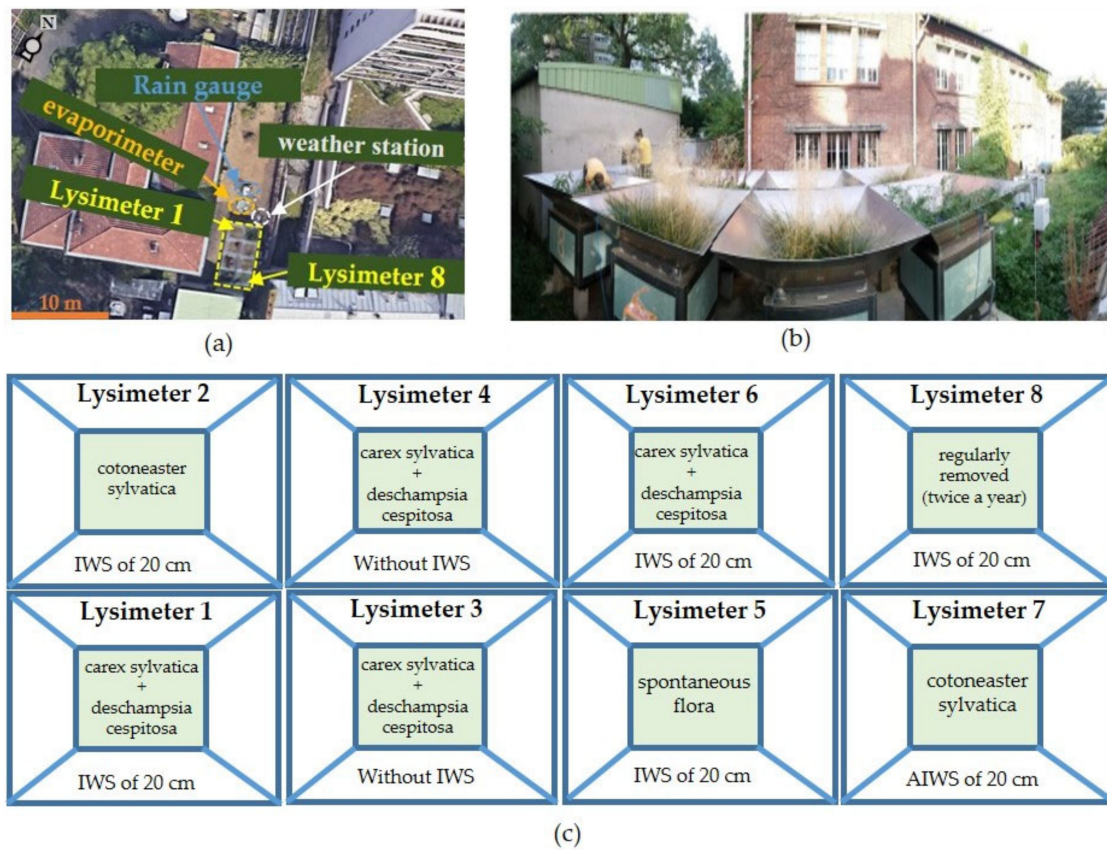 N
Rain gauge
evaporimeter
weather station
Lysimeter 1
Lysimeter 8
10 m
(a)
(b)
Lysimeter 2
cotoneaster
sylvatica
IWS of 20 cm
Lysimeter 4
carex sylvatica
+
deschampsia
cespitosa
Without IWS
Lysimeter 6
carex sylvatica
+
deschampsia
cespitosa
IWS of 20 cm
Lysimeter 8
regularly
removed
(twice a year)
IWS of 20 cm
Lysimeter 1
carex sylvatica
+
deschampsia
cespitosa
IWS of 20 cm
Lysimeter 3
carex sylvatica
+
deschampsia
cespitosa
Without IWS
Lysimeter 5
spontaneous
flora
IWS of 20 cm
Lysimeter 7
cotoneaster
sylvatica
AIWS of 20 cm
(c)